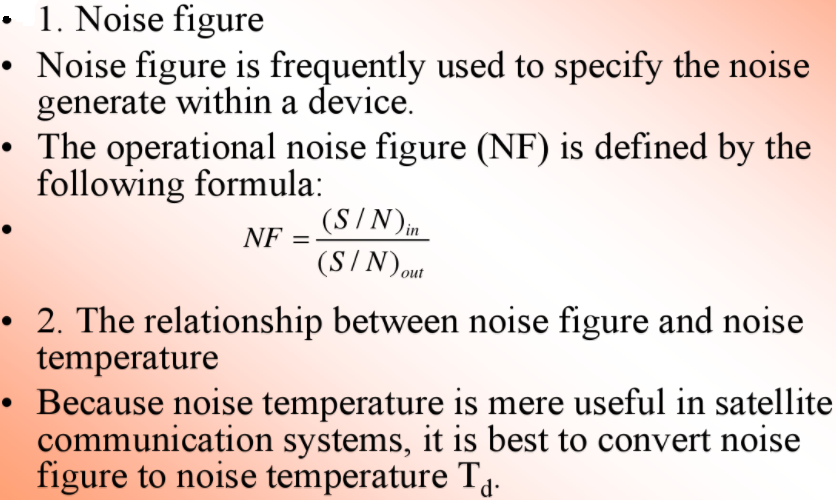 • 1. Noise figure
• Noise figure is frequently used to specify the noise
generate within a device.
• The operational noise figure (NF) is defined by the
following formula:
• NF = (S / N)in / (S / N)out
• 2. The relationship between noise figure and noise
temperature
• Because noise temperature is mere useful in satellite
communication systems, it is best to convert noise
figure to noise temperature Td.